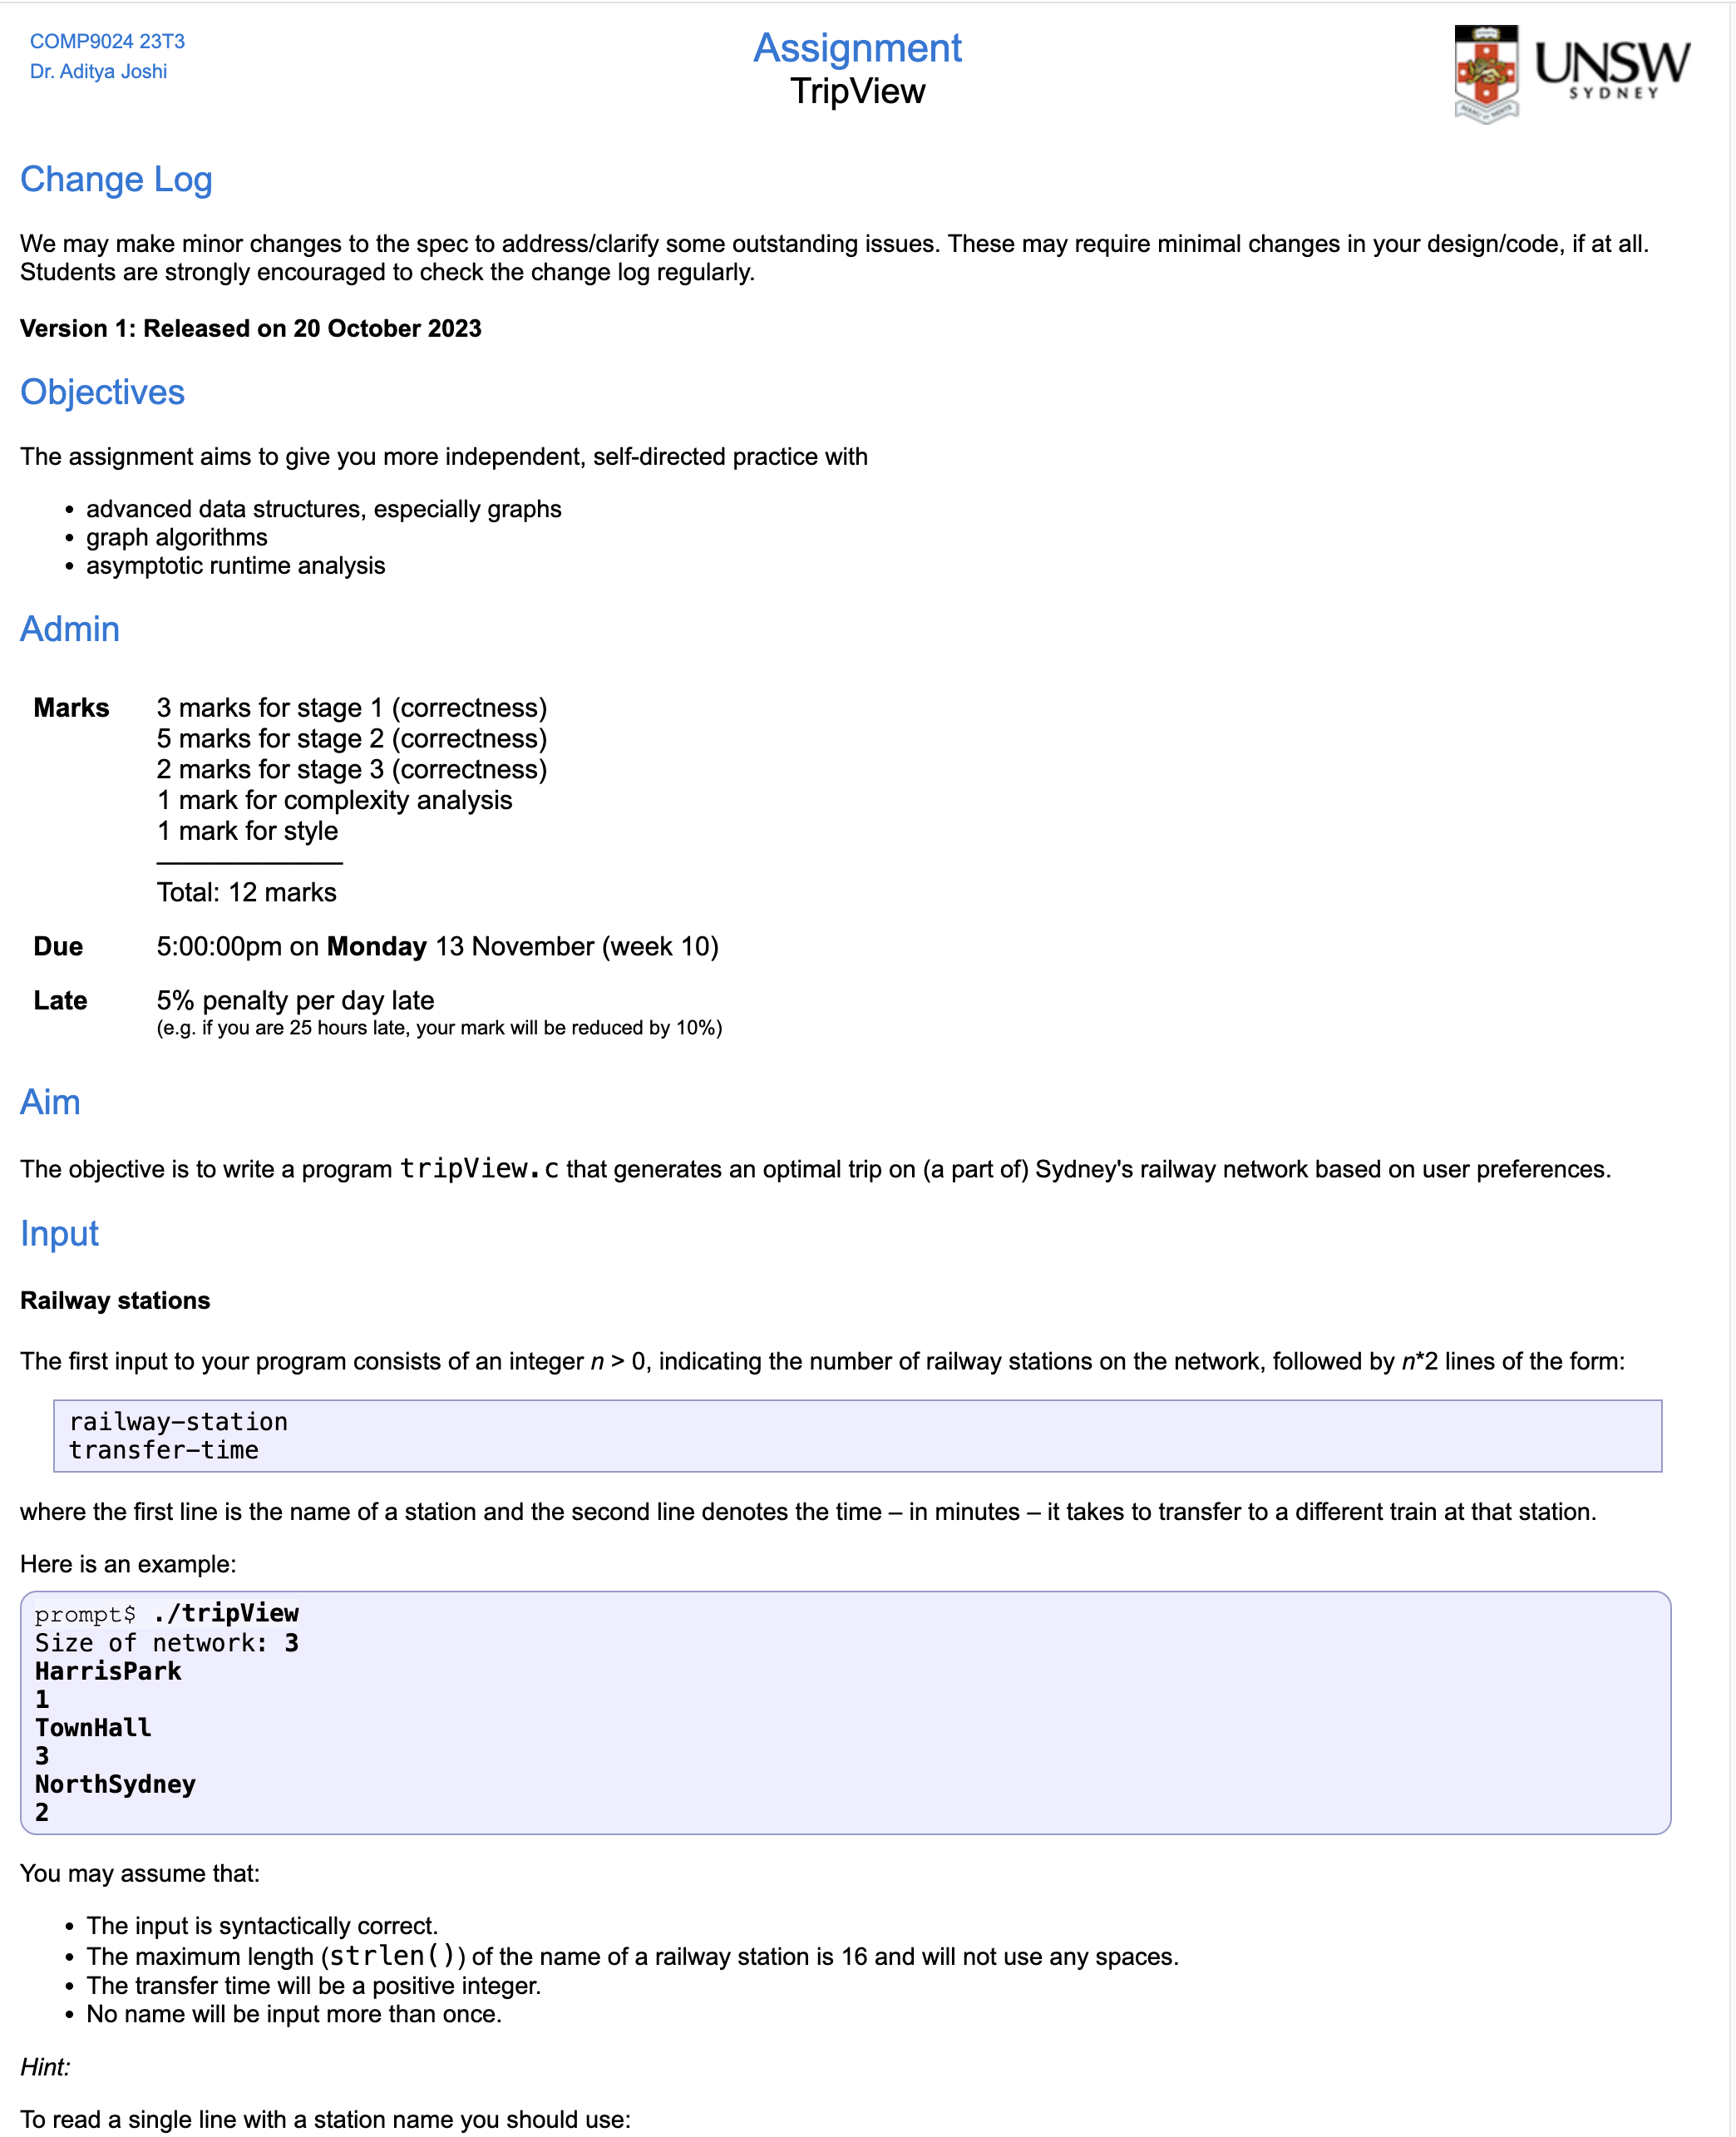 COMP9024 23T3
Dr. Aditya Joshi
Assignment
TripView
UNSW
SYDNEY
Change Log
We may make minor changes to the spec to address/clarify some outstanding issues. These may require minimal changes in your design/code, if at all.
Students are strongly encouraged to check the change log regularly.
Version 1: Released on 20 October 2023
Objectives
The assignment aims to give you more independent, self-directed practice with
• advanced data structures, especially graphs
• graph algorithms
• asymptotic runtime analysis
Admin
Marks 3 marks for stage 1 (correctness)
5 marks for stage 2 (correctness)
2 marks for stage 3 (correctness)
1 mark for complexity analysis
1 mark for style
Total: 12 marks
Due 5:00:00pm on Monday 13 November (week 10)
Late 5% penalty per day late
(e.g. if you are 25 hours late, your mark will be reduced by 10%)
Aim
The objective is to write a program tripView.c that generates an optimal trip on (a part of) Sydney's railway network based on user preferences.
Input
Railway stations
The first input to your program consists of an integer n > 0, indicating the number of railway stations on the network, followed by n*2 lines of the form:
railway-station
transfer-time
where the first line is the name of a station and the second line denotes the time – in minutes – it takes to transfer to a different train at that station.
Here is an example:
prompt$ ./tripView
Size of network: 3
HarrisPark
1
TownHall
3
NorthSydney
2
You may assume that:
• The input is syntactically correct.
• The maximum length (strlen()) of the name of a railway station is 16 and will not use any spaces.
• The transfer time will be a positive integer.
• No name will be input more than once.
Hint:
To read a single line with a station name you should use: